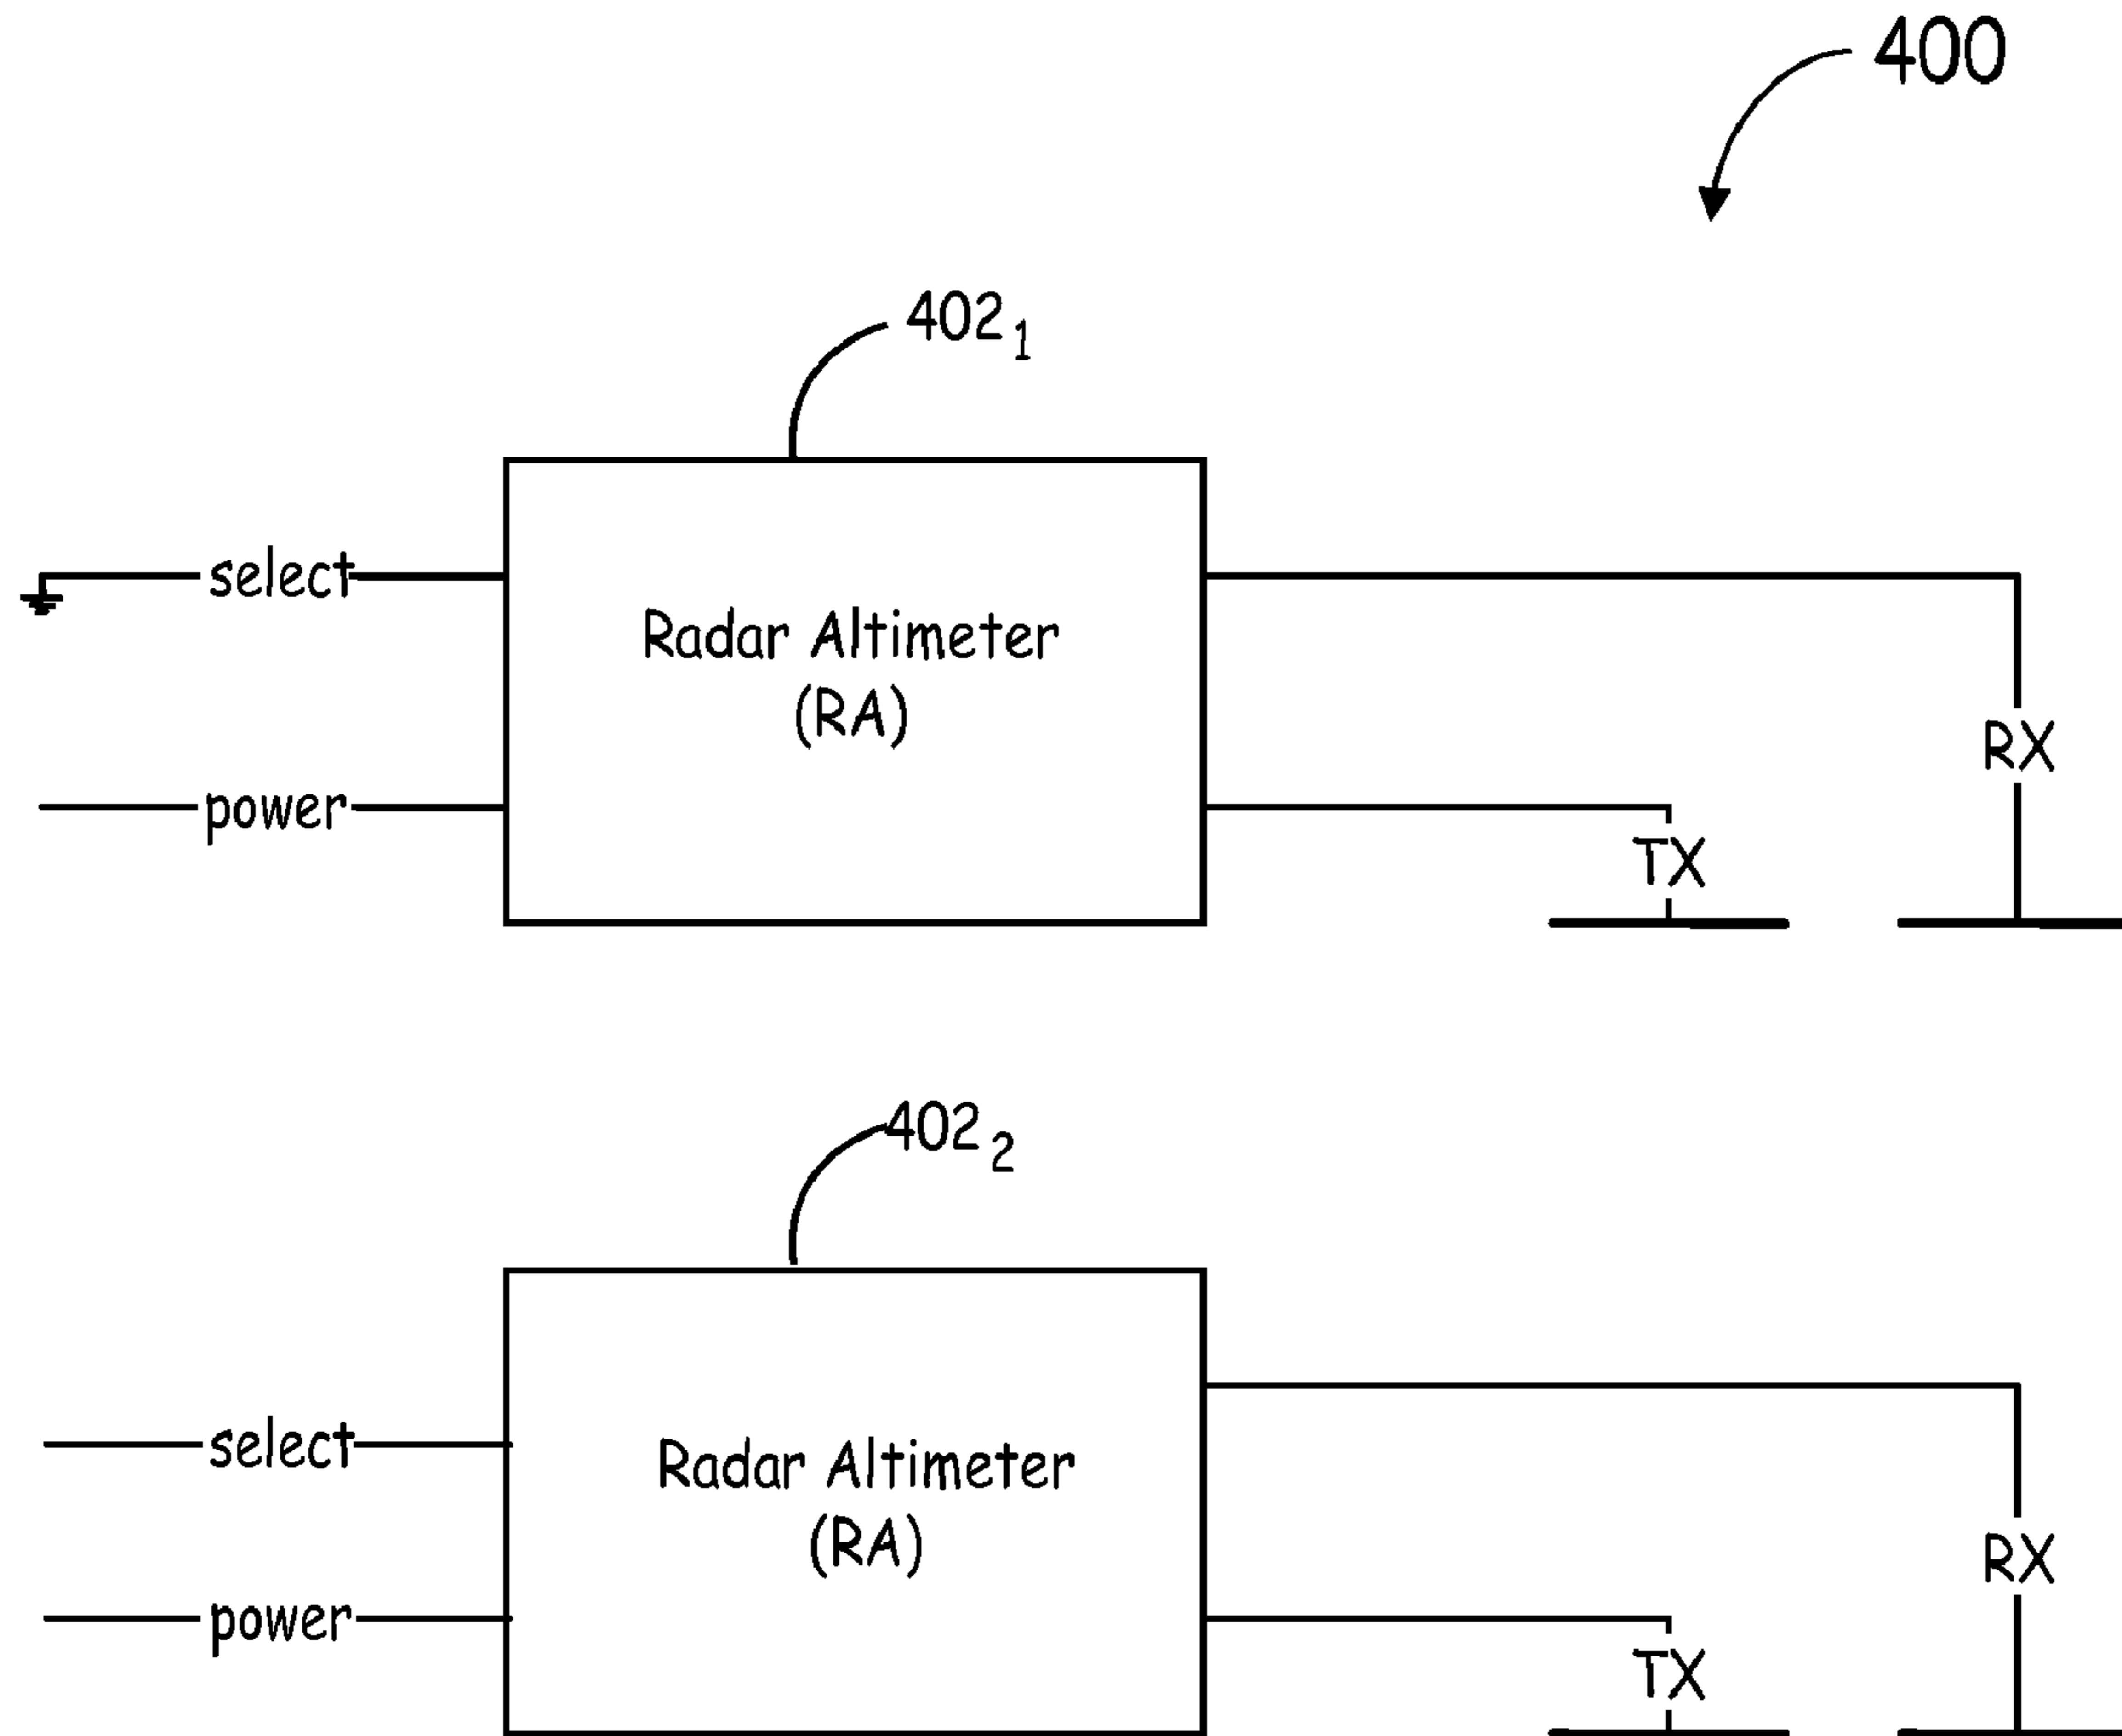 400
402₁
select
Radar Altimeter
(RA)
RX
power
TX
402₂
select
Radar Altimeter
(RA)
RX
power
TX